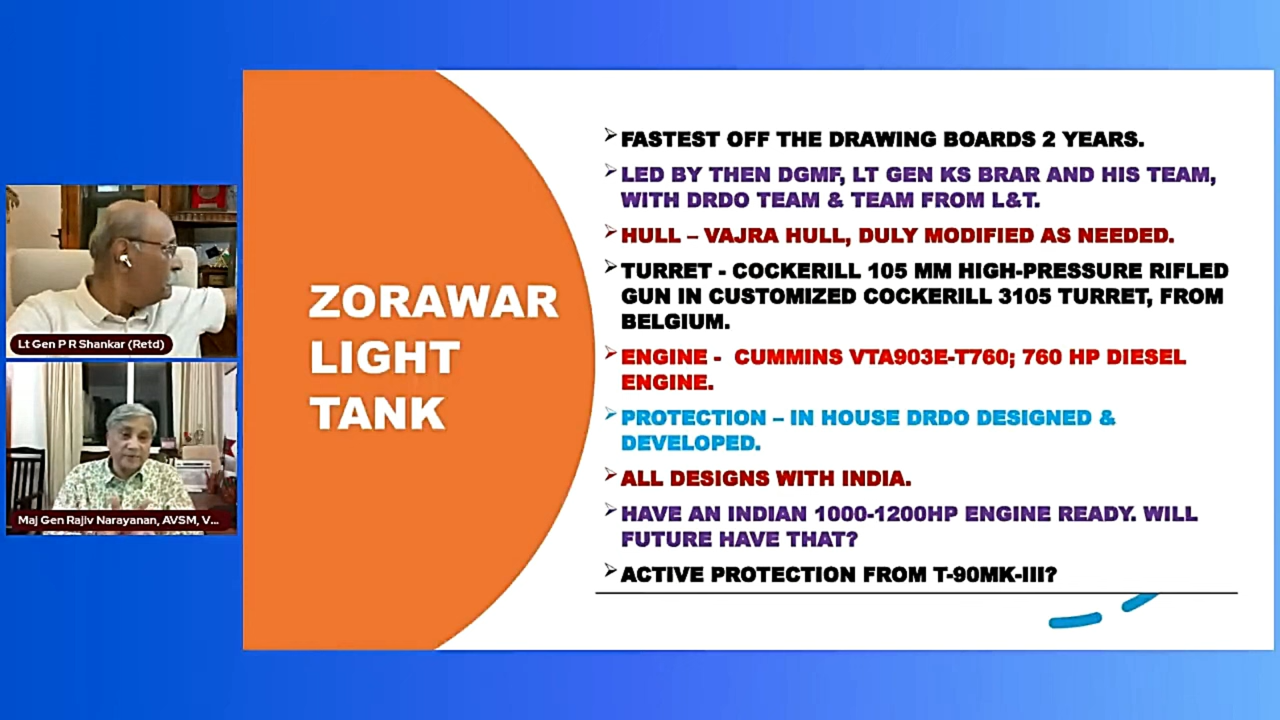 ZORAWAR
LIGHT
TANK
FASTEST OFF THE DRAWING BOARDS 2 YEARS.
LED BY THEN DGMF, LT GEN KS BRAR AND HIS TEAM,
WITH DRDO TEAM & TEAM FROM L&T.
HULL – VAJRA HULL, DULY MODIFIED AS NEEDED.
TURRET - COCKERILL 105 MM HIGH-PRESSURE RIFLED
GUN IN CUSTOMIZED COCKERILL 3105 TURRET, FROM
BELGIUM.
ENGINE - CUMMINS VTA903E-T760; 760 HP DIESEL
ENGINE.
PROTECTION – IN HOUSE DRDO DESIGNED &
DEVELOPED.
ALL DESIGNS WITH INDIA.
HAVE AN INDIAN 1000-1200HP ENGINE READY. WILL
FUTURE HAVE THAT?
ACTIVE PROTECTION FROM T-90MK-III?
Lt Gen P R Shankar (Retd)
Maj Gen Rajiv Narayanan, AVSM, V...